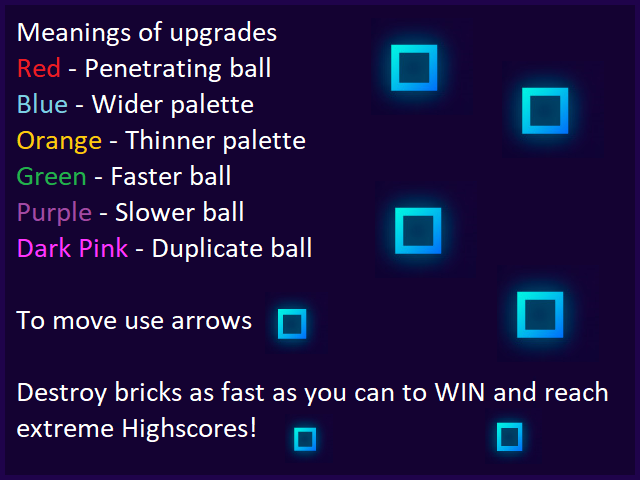 Meanings of upgrades
Red - Penetrating ball
Blue - Wider palette
Orange - Thinner palette
Green - Faster ball
Purple - Slower ball
Dark Pink - Duplicate ball
To move use arrows
Destroy bricks as fast as you can to WIN and reach
extreme Highscores!